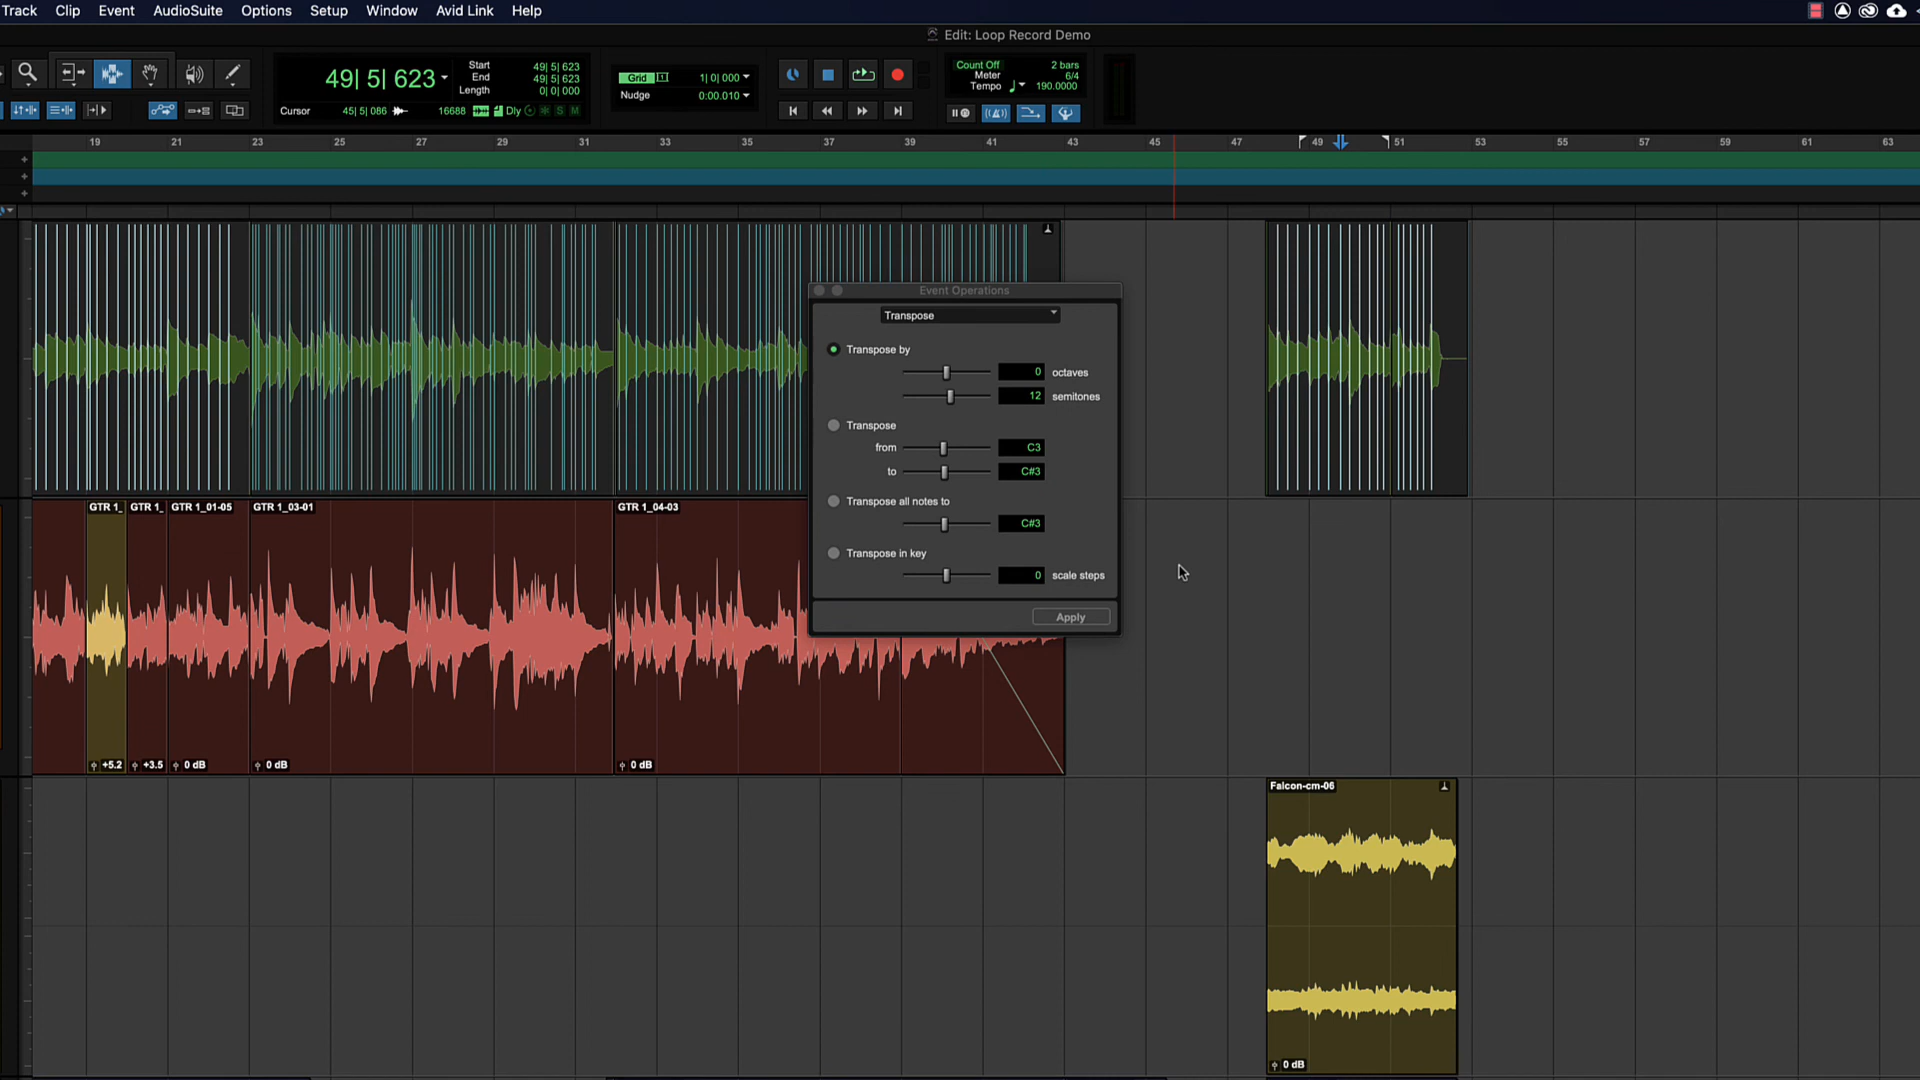 Track Clip Event AudioSuite Options Setup Window Avid Link Help
Edit: Loop Record Demo
49| 5| 623
Start 49| 5| 623
End 49| 5| 623
Length 0| 0| 000
Cursor 45| 5| 086
16688
Dly
S M
Grid 1| 0| 000
Nudge 0:00.010
Count Off 2 bars
Meter 6/4
Tempo 190.0000
19 21 23 25 27 29 31 33 35 37 39 41 43 45 47 49 51 53 55 57 59 61 63
Event Operations
Transpose
Transpose by
0 octaves
12 semitones
Transpose
from C3
to C#3
Transpose all notes to
C#3
Transpose in key
0 scale steps
Apply
GTR 1_ GTR 1_ GTR 1_01-05 GTR 1_03-01 GTR 1_04-03
+5.2 +3.5 0 dB 0 dB 0 dB
Falcon-cm-06
0 dB